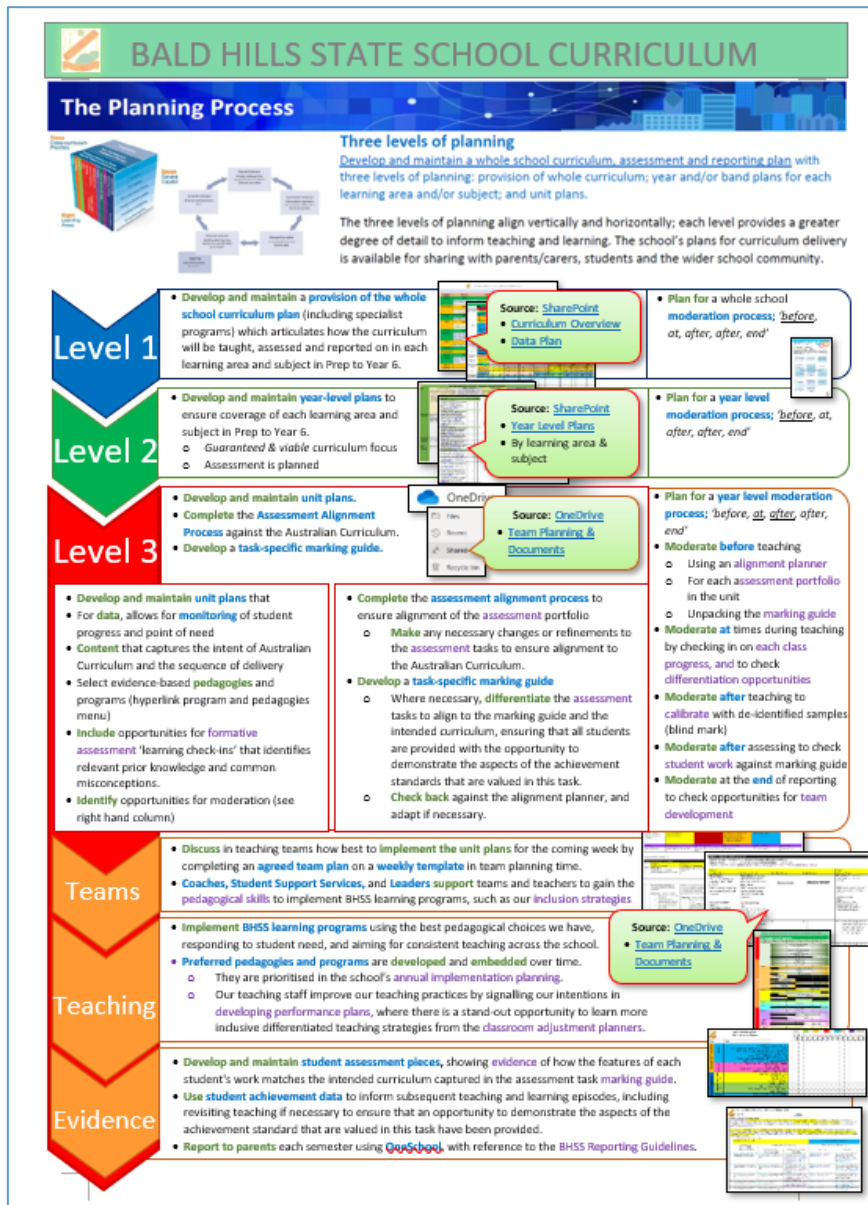 BALD HILLS STATE SCHOOL CURRICULUM
The Planning Process
Three levels of planning
Develop and maintain a whole school curriculum, assessment and reporting plan with
three levels of planning: provision of whole curriculum; year and/or band plans for each
learning area and/or subject; and unit plans.
The three levels of planning align vertically and horizontally; each level provides a greater
degree of detail to inform teaching and learning. The school's plans for curriculum delivery
is available for sharing with parents/carers, students and the wider school community.
Level 1
• Develop and maintain a provision of the whole
school curriculum plan (including specialist
programs) which articulates how the curriculum
will be taught, assessed and reported on in each
learning area and subject in Prep to Year 6.
Source: SharePoint
• Curriculum Overview
• Data Plan
• Plan for a whole school
moderation process; 'before,
at, after, after, end'
Level 2
• Develop and maintain year-level plans to
ensure coverage of each learning area and
subject in Prep to Year 6.
o Guaranteed & viable curriculum focus
o Assessment is planned
Source: SharePoint
• Year Level Plans
• By learning area &
subject
• Plan for a year level
moderation process; 'before, at,
after, after, end'
Level 3
• Develop and maintain unit plans.
• Complete the Assessment Alignment
Process against the Australian Curriculum.
• Develop a task-specific marking guide.
OneDrive
Files
Recent
Shared
Recycle bin
Source: OneDrive
• Team Planning &
Documents
• Develop and maintain unit plans that
• For data, allows for monitoring of student
progress and point of need
• Content that captures the intent of Australian
Curriculum and the sequence of delivery
• Select evidence-based pedagogies and
programs (hyperlink program and pedagogies
menu)
• Include opportunities for formative
assessment 'learning check-ins' that identifies
relevant prior knowledge and common
misconceptions.
• Identify opportunities for moderation (see
right hand column)
• Complete the assessment alignment process to
ensure alignment of the assessment portfolio
o Make any necessary changes or refinements to
the assessment tasks to ensure alignment to
the Australian Curriculum.
• Develop a task-specific marking guide
o Where necessary, differentiate the assessment
tasks to align to the marking guide and the
intended curriculum, ensuring that all students
are provided with the opportunity to
demonstrate the aspects of the achievement
standards that are valued in this task.
o Check back against the alignment planner, and
adapt if necessary.
• Plan for a year level moderation
process; 'before, at, after, after,
end'
• Moderate before teaching
o Using an alignment planner
o For each assessment portfolio
in the unit
o Unpacking the marking guide
• Moderate at times during teaching
by checking in on each class
progress, and to check
differentiation opportunities
• Moderate after teaching to
calibrate with de-identified samples
(blind mark)
• Moderate after assessing to check
student work against marking guide
• Moderate at the end of reporting
to check opportunities for team
development
Teams
• Discuss in teaching teams how best to implement the unit plans for the coming week by
completing an agreed team plan on a weekly template in team planning time.
• Coaches, Student Support Services, and Leaders support teams and teachers to gain the
pedagogical skills to implement BHSS learning programs, such as our inclusion strategies
Teaching
• Implement BHSS learning programs using the best pedagogical choices we have,
responding to student need, and aiming for consistent teaching across the school.
• Preferred pedagogies and programs are developed and embedded over time.
o They are prioritised in the school's annual implementation planning.
o Our teaching staff improve our teaching practices by signalling our intentions in
developing performance plans, where there is a stand-out opportunity to learn more
inclusive differentiated teaching strategies from the classroom adjustment planners.
Source: OneDrive
• Team Planning &
Documents
Evidence
• Develop and maintain student assessment pieces, showing evidence of how the features of each
student's work matches the intended curriculum captured in the assessment task marking guide.
• Use student achievement data to inform subsequent teaching and learning episodes, including
revisiting teaching if necessary to ensure that an opportunity to demonstrate the aspects of the
achievement standard that are valued in this task have been provided.
• Report to parents each semester using OneSchool, with reference to the BHSS Reporting Guidelines.